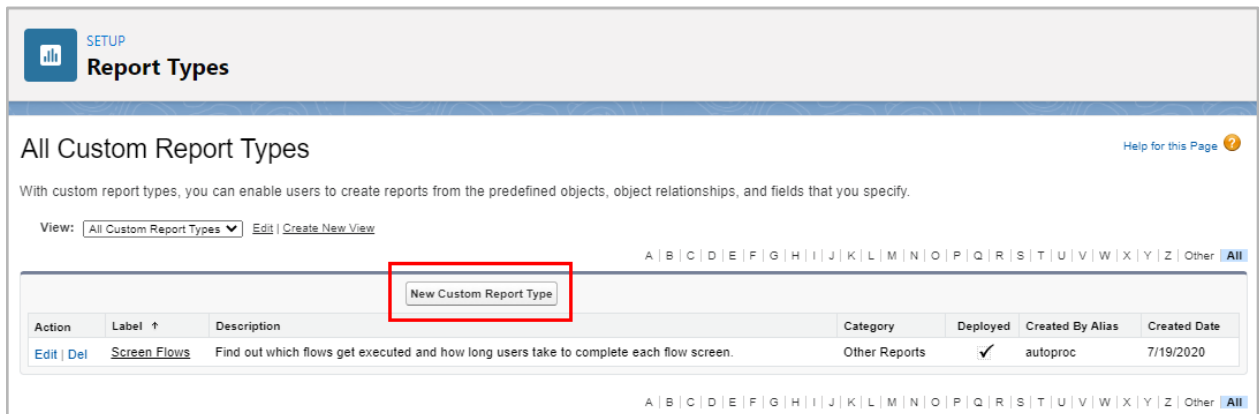 SETUP
Report Types
All Custom Report Types
Help for this Page ?
With custom report types, you can enable users to create reports from the predefined objects, object relationships, and fields that you specify.
View: All Custom Report Types Edit | Create New View
A | B | C | D | E | F | G | H | I | J | K | L | M | N | O | P | Q | R | S | T | U | V | W | X | Y | Z | Other All
New Custom Report Type
Action Label ↑ Description Category Deployed Created By Alias Created Date
Edit | Del Screen Flows Find out which flows get executed and how long users take to complete each flow screen. Other Reports ✓ autoproc 7/19/2020
A | B | C | D | E | F | G | H | I | J | K | L | M | N | O | P | Q | R | S | T | U | V | W | X | Y | Z | Other All